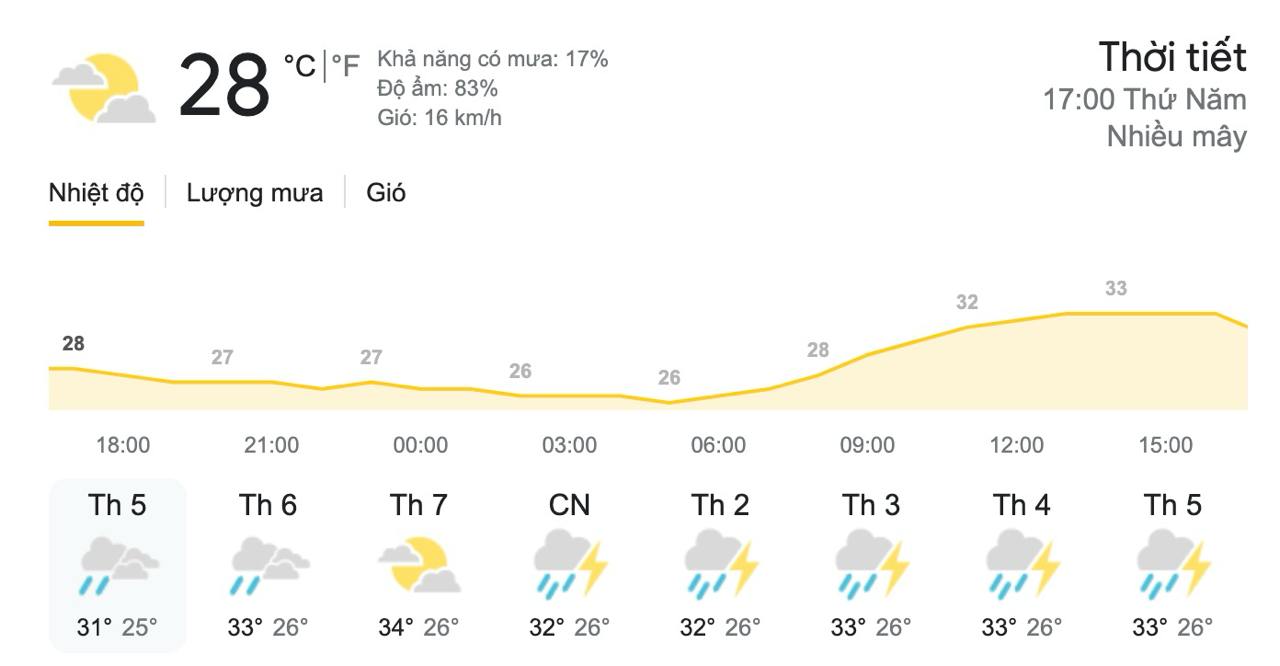 28 °C|°F
Khả năng có mưa: 17%
Độ ẩm: 83%
Gió: 16 km/h
Thời tiết
17:00 Thứ Năm
Nhiều mây
Nhiệt độ Lượng mưa Gió
28 27 27 26 26 28 32 33
18:00 21:00 00:00 03:00 06:00 09:00 12:00 15:00
Th 5 Th 6 Th 7 CN Th 2 Th 3 Th 4 Th 5
31° 25° 33° 26° 34° 26° 32° 26° 32° 26° 33° 26° 33° 26° 33° 26°